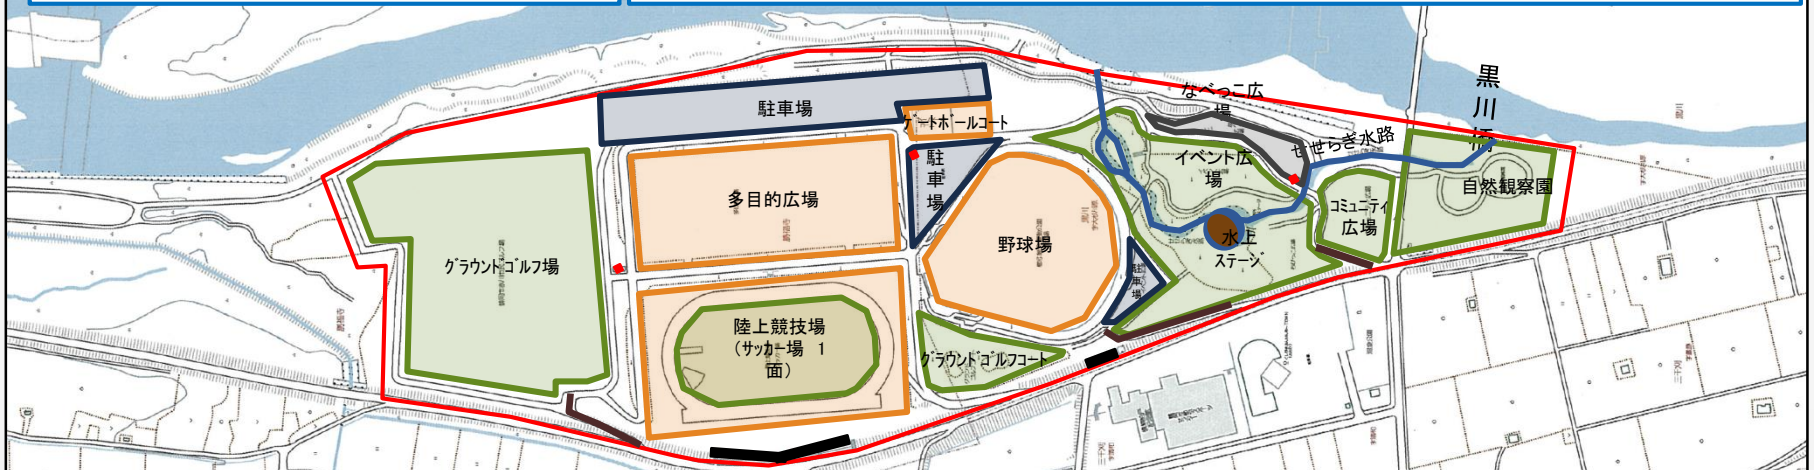 黒川橋
なべっこ広
場
駐車場
ゲートボールコート
せせらぎ水路
駐車場
イベント広
場
自然観察園
多目的広場
コミュニティ
広場
野球場
水上
ステージ
グラウンドゴルフ場
駐車場
陸上競技場
(サッカー場 1
面)
グラウンドゴルフコート